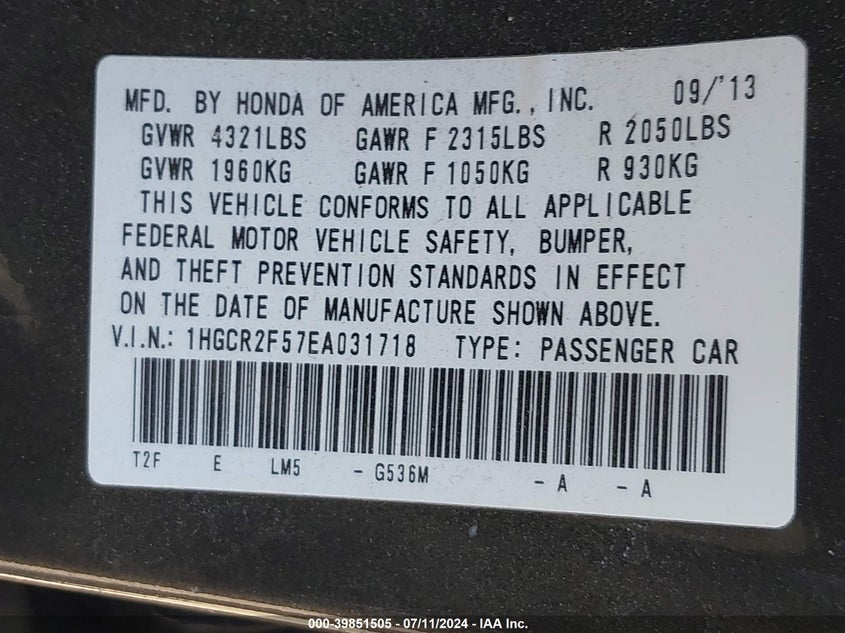 MFD. BY HONDA OF AMERICA MFG., INC. 09/'13
GVWR 4321LBS GAWR F 2315LBS R 2050LBS
GVWR 1960KG GAWR F 1050KG R 930KG
THIS VEHICLE CONFORMS TO ALL APPLICABLE
FEDERAL MOTOR VEHICLE SAFETY, BUMPER,
AND THEFT PREVENTION STANDARDS IN EFFECT
ON THE DATE OF MANUFACTURE SHOWN ABOVE.
V.I.N.: 1HGCR2F57EA031718 TYPE: PASSENGER CAR
T2F E LM5 - G536M - A - A
000-39851505 - 07/11/2024 - IAA Inc.